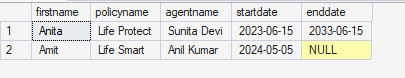 firstname policyname agentname startdate enddate
1 Anita Life Protect Sunita Devi 2023-06-15 2033-06-15
2 Amit Life Smart Anil Kumar 2024-05-05 NULL